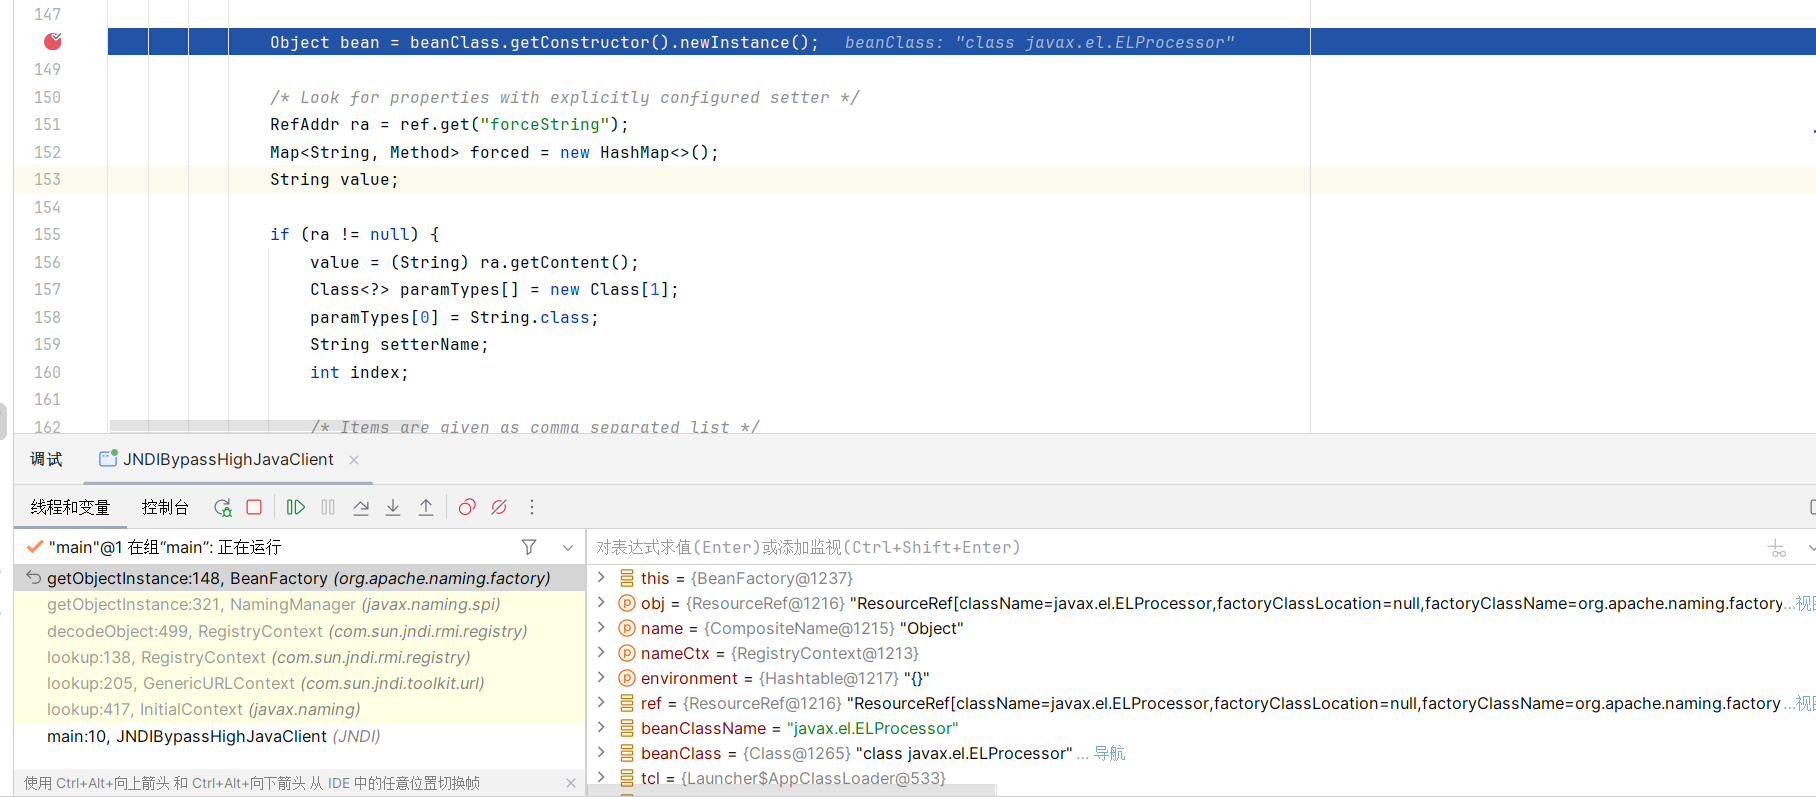 147
Object bean = beanClass.getConstructor().newInstance();   beanClass: "class javax.el.ELProcessor"
149
150 /* Look for properties with explicitly configured setter */
151 RefAddr ra = ref.get("forceString");
152 Map<String, Method> forced = new HashMap<>();
153 String value;
154
155 if (ra != null) {
156 value = (String) ra.getContent();
157 Class<?> paramTypes[] = new Class[1];
158 paramTypes[0] = String.class;
159 String setterName;
160 int index;
161
162 /* Items are given as comma separated list */
调试 JNDIBypassHighJavaClient
线程和变量 控制台
"main"@1 在组“main”: 正在运行
getObjectInstance:148, BeanFactory (org.apache.naming.factory)
getObjectInstance:321, NamingManager (javax.naming.spi)
decodeObject:499, RegistryContext (com.sun.jndi.rmi.registry)
lookup:138, RegistryContext (com.sun.jndi.rmi.registry)
lookup:205, GenericURLContext (com.sun.jndi.toolkit.url)
lookup:417, InitialContext (javax.naming)
main:10, JNDIBypassHighJavaClient (JNDI)
使用 Ctrl+Alt+向上箭头 和 Ctrl+Alt+向下箭头 从 IDE 中的任意位置切换帧
对表达式求值(Enter)或添加监视(Ctrl+Shift+Enter)
this = {BeanFactory@1237}
obj = {ResourceRef@1216} "ResourceRef[className=javax.el.ELProcessor,factoryClassLocation=null,factoryClassName=org.apache.naming.factory ...视图
name = {CompositeName@1215} "Object"
nameCtx = {RegistryContext@1213}
environment = {Hashtable@1217} "{}"
ref = {ResourceRef@1216} "ResourceRef[className=javax.el.ELProcessor,factoryClassLocation=null,factoryClassName=org.apache.naming.factory ...视图
beanClassName = "javax.el.ELProcessor"
beanClass = {Class@1265} "class javax.el.ELProcessor" ... 导航
tcl = {Launcher$AppClassLoader@533}